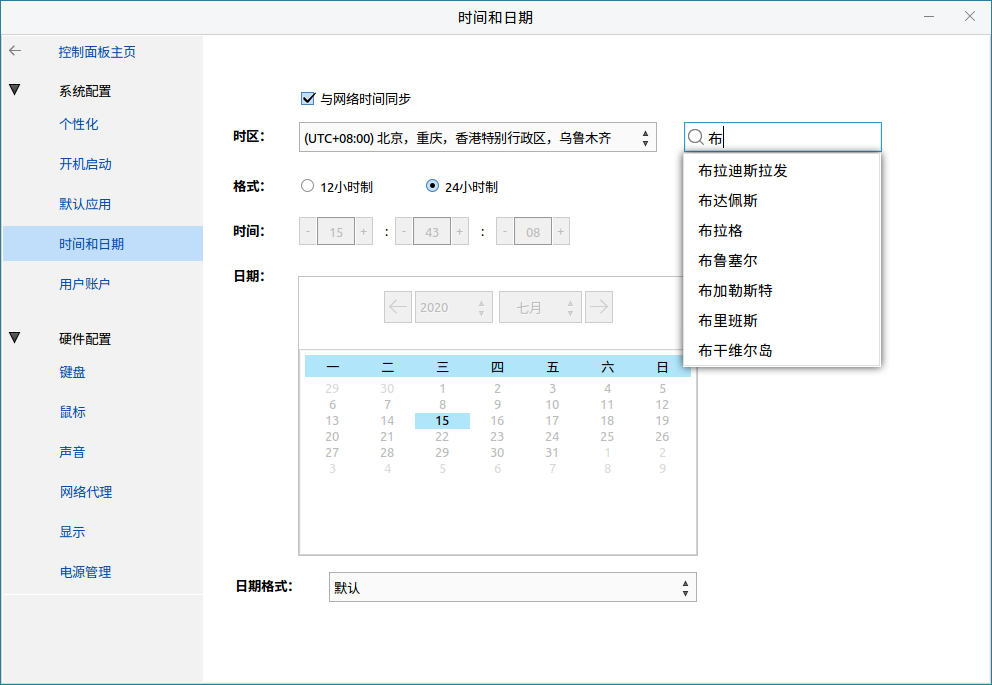 时间和日期
控制面板主页
系统配置
个性化
开机启动
默认应用
时间和日期
用户账户
硬件配置
键盘
鼠标
声音
网络代理
显示
电源管理
与网络时间同步
时区: (UTC+08:00) 北京，重庆，香港特别行政区，乌鲁木齐
布
布拉迪斯拉发
布达佩斯
布拉格
布鲁塞尔
布加勒斯特
布里班斯
布干维尔岛
格式: 12小时制 24小时制
时间: - 15 + : - 43 + : - 08 +
日期:
2020 七月
一 二 三 四 五 六 日
29 30 1 2 3 4 5
6 7 8 9 10 11 12
13 14 15 16 17 18 19
20 21 22 23 24 25 26
27 28 29 30 31 1 2
3 4 5 6 7 8 9
日期格式: 默认